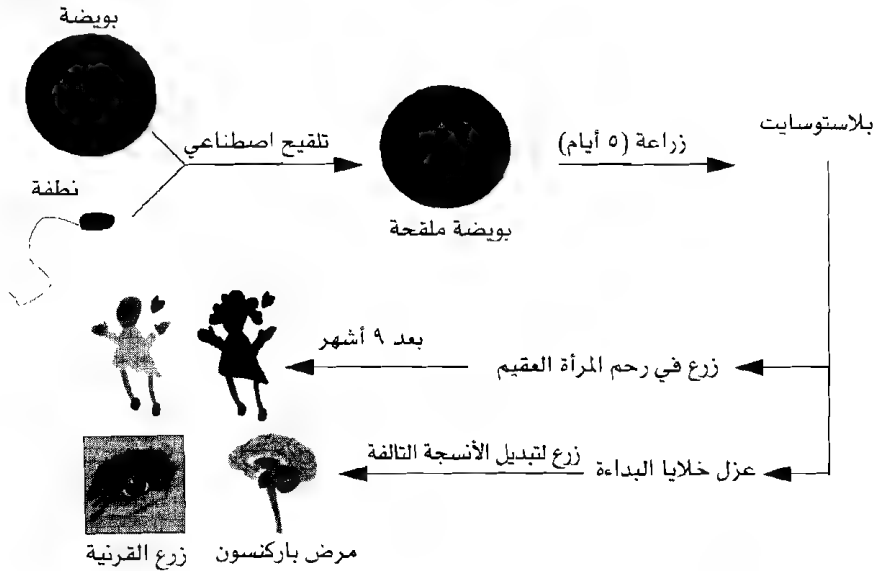 بويضة
تلقيح اصطناعي
نطفة
بويضة ملقحة
زراعة (٥ أيام)
بلاستوسايت
زرع في رحم المرأة العقيم
بعد ٩ أشهر
عزل خلايا البداءة
زرع لتبديل الأنسجة التالفة
مرض باركنسون
زرع القرنية